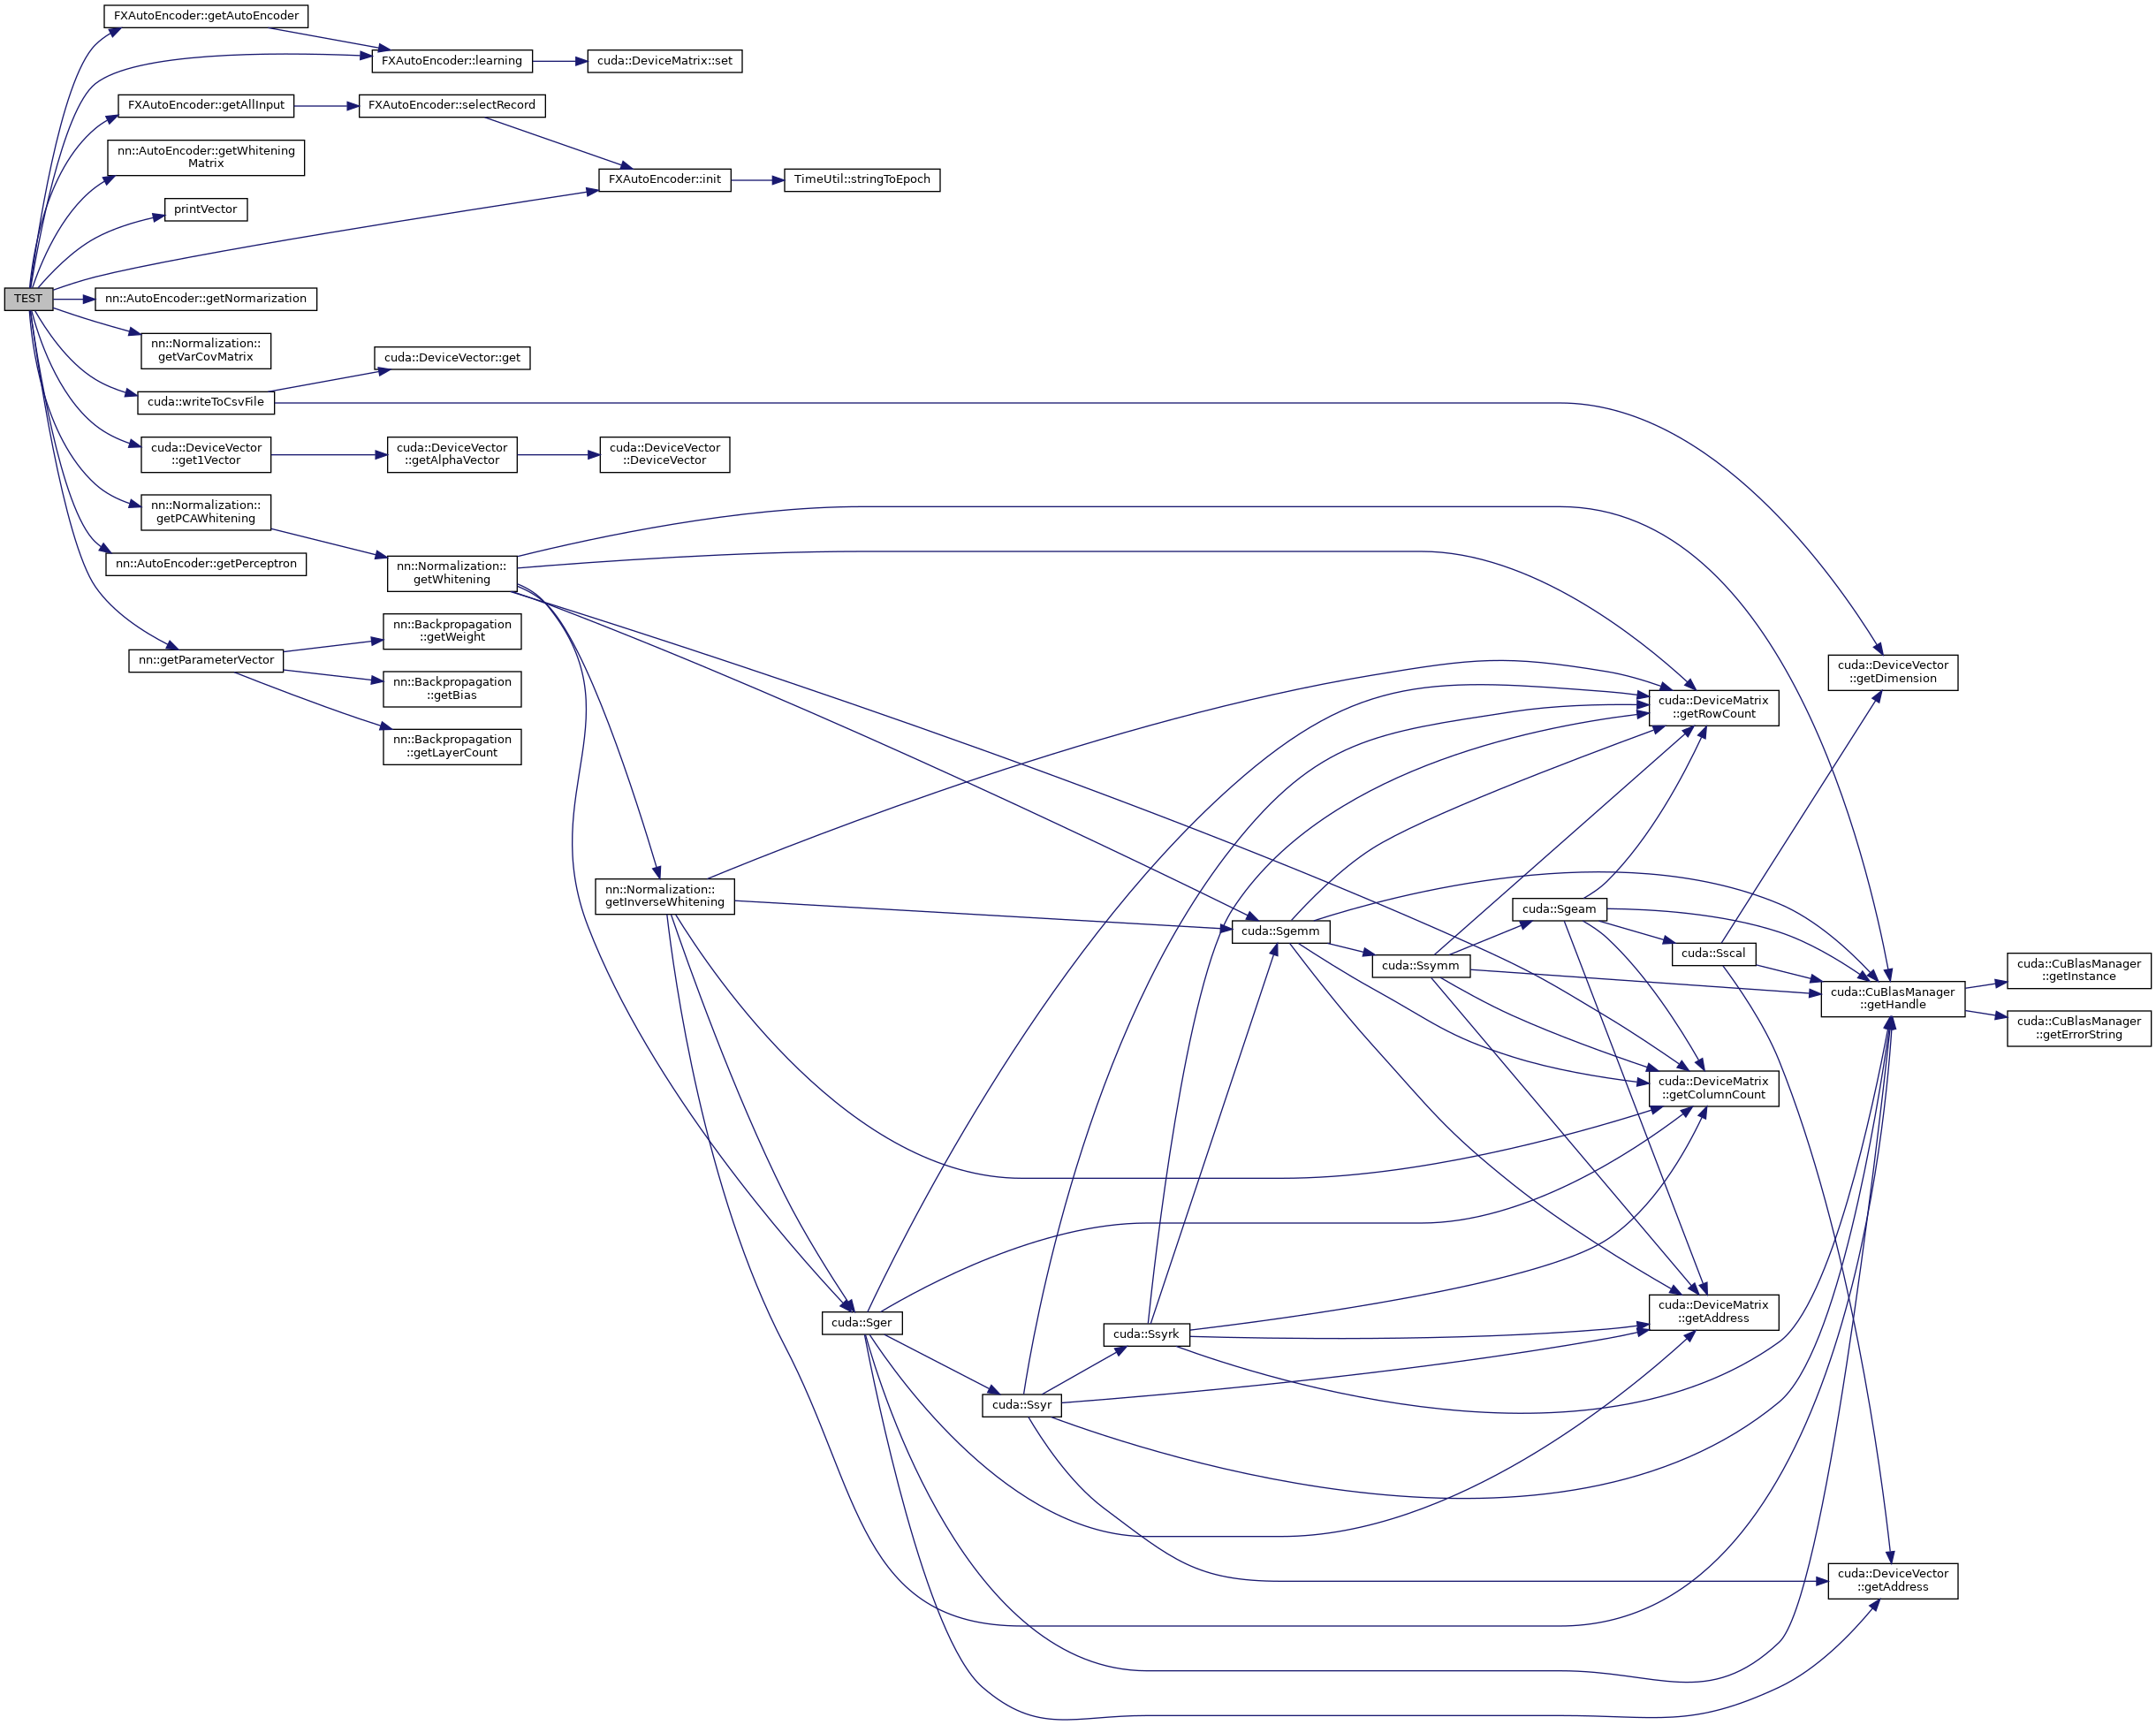 FXAutoEncoder::getAutoEncoder
FXAutoEncoder::learning
cuda::DeviceMatrix::set
FXAutoEncoder::getAllInput
FXAutoEncoder::selectRecord
nn::AutoEncoder::getWhitening
Matrix
FXAutoEncoder::init
TimeUtil::stringToEpoch
printVector
TEST
nn::AutoEncoder::getNormarization
nn::Normalization::
getVarCovMatrix
cuda::DeviceVector::get
cuda::writeToCsvFile
cuda::DeviceVector
::get1Vector
cuda::DeviceVector
::getAlphaVector
cuda::DeviceVector
::DeviceVector
nn::Normalization::
getPCAWhitening
nn::AutoEncoder::getPerceptron
nn::Normalization::
getWhitening
nn::Backpropagation
::getWeight
nn::getParameterVector
nn::Backpropagation
::getBias
nn::Backpropagation
::getLayerCount
cuda::DeviceVector
::getDimension
cuda::DeviceMatrix
::getRowCount
nn::Normalization::
getInverseWhitening
cuda::Sgemm
cuda::Sgeam
cuda::Ssymm
cuda::Sscal
cuda::CuBlasManager
::getInstance
cuda::CuBlasManager
::getHandle
cuda::CuBlasManager
::getErrorString
cuda::DeviceMatrix
::getColumnCount
cuda::DeviceMatrix
::getAddress
cuda::Sger
cuda::Ssyrk
cuda::Ssyr
cuda::DeviceVector
::getAddress